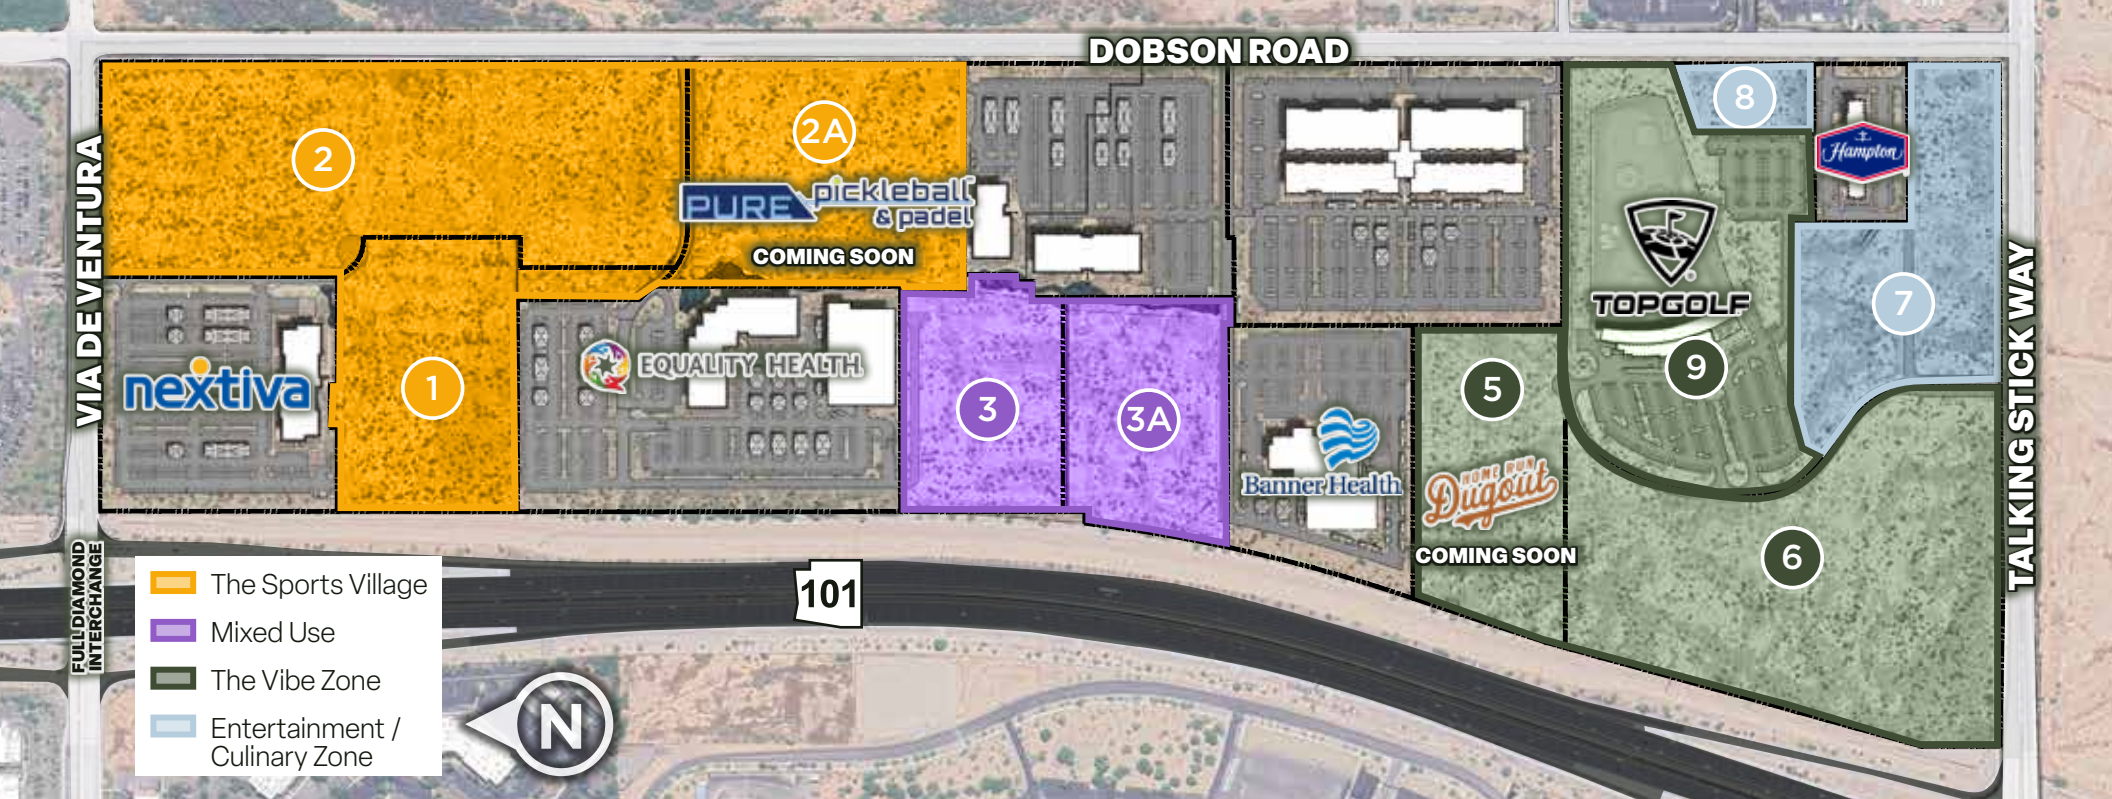 DOBSON ROAD
VIA DE VENTURA
TALKING STICK WAY
FULL DIAMOND
INTERCHANGE
2
2A
PURE pickleball
& padel
COMING SOON
8
Hampton
TOPGOLF
7
nextiva
1
EQUALITY HEALTH
3
3A
Banner Health
5
HOME RUN
Dugout
COMING SOON
9
6
101
The Sports Village
Mixed Use
The Vibe Zone
Entertainment /
Culinary Zone
N